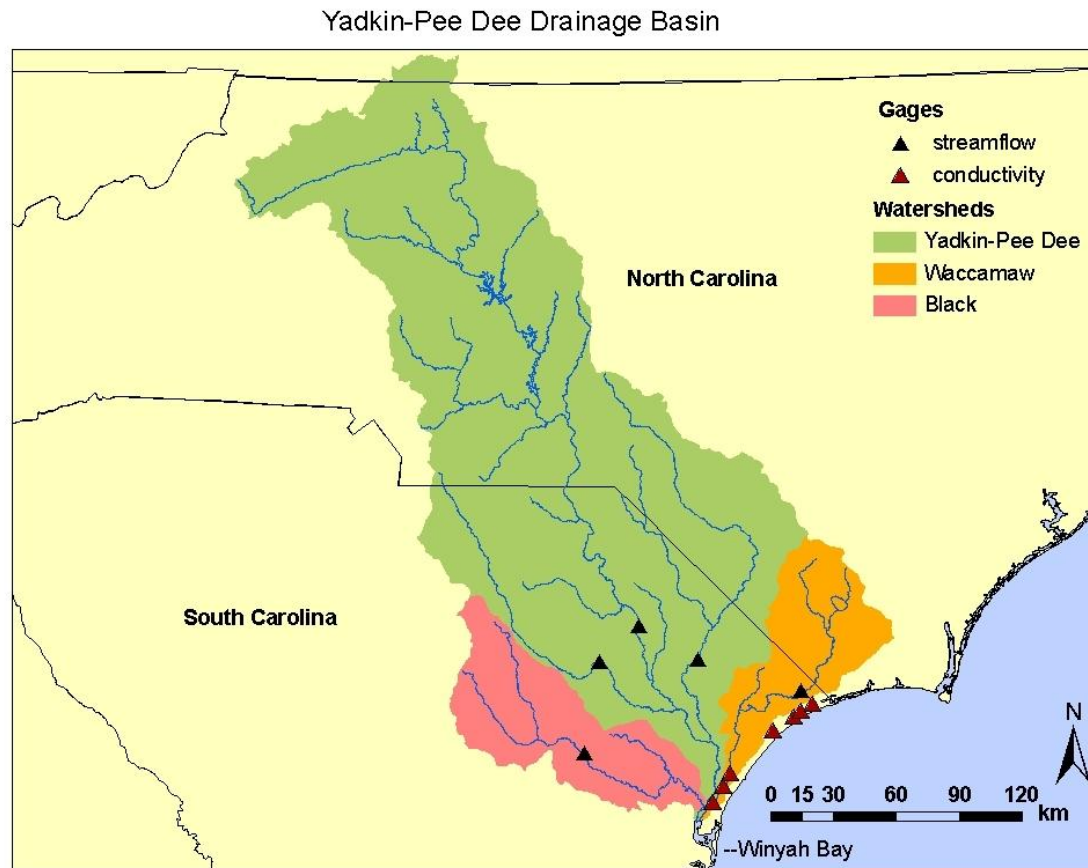 Yadkin-Pee Dee Drainage Basin
Gages
streamflow
conductivity
Watersheds
Yadkin-Pee Dee
Waccamaw
Black
North Carolina
South Carolina
N
0 15 30 60 90 120
km
--Winyah Bay